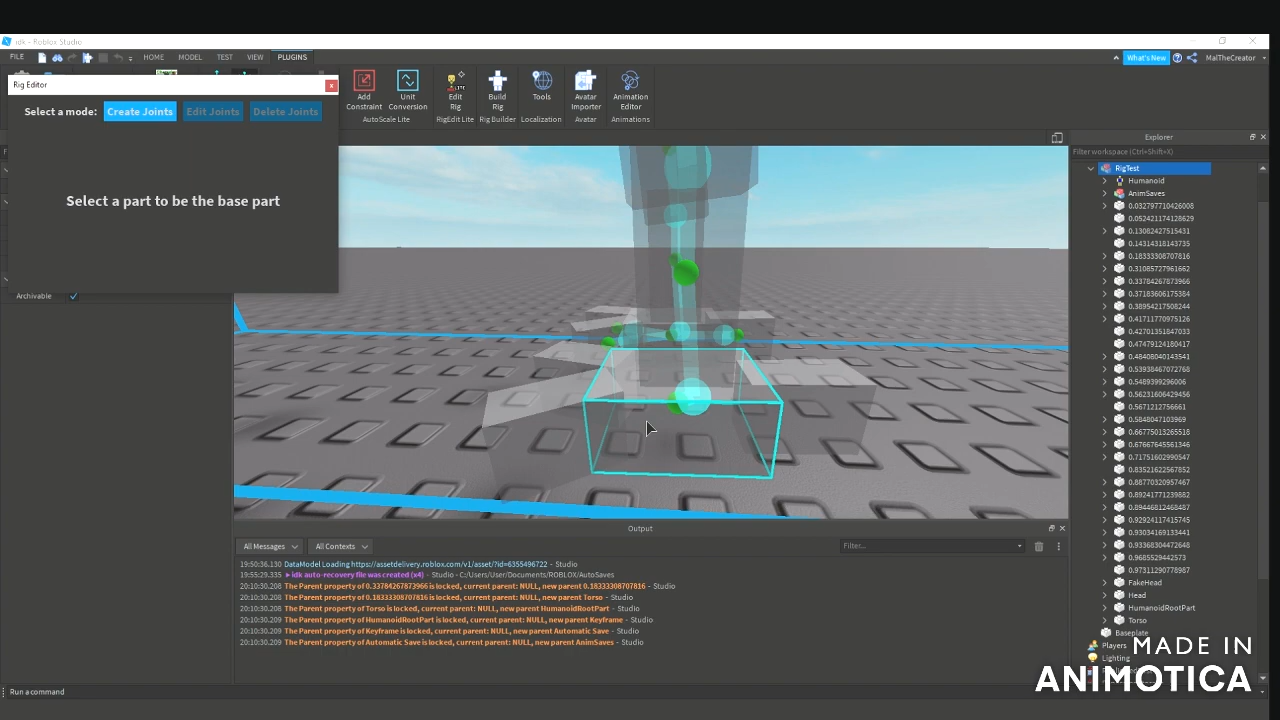 idk - Roblox Studio
FILE HOME MODEL TEST VIEW PLUGINS What's New MalTheCreator
Rig Editor x
Select a mode: Create Joints Edit Joints Delete Joints
Select a part to be the base part
Add Constraint
Unit Conversion
AutoScale Lite
Edit Rig
RigEdit Lite
Build Rig
Rig Builder
Tools
Localization
Avatar Importer
Avatar
Animation Editor
Animations
Archivable
Explorer
Filter workspace (Ctrl+Shift+X)
RigTest
Humanoid
AnimSaves
0.032797710426008
0.052421174128629
0.13082427515431
0.14314318143735
0.18333308707816
0.31085727961662
0.33784267873966
0.37183606175384
0.38954217508244
0.41711770975126
0.42701351847033
0.47479124180417
0.48408040143541
0.53938468072768
0.5489399296006
0.56231606429456
0.5671212756661
0.5848047103969
0.66775013265518
0.67667645561346
0.71751602990547
0.83521622567852
0.88770320957467
0.89241771239882
0.89446812468487
0.92924117415745
0.93034169133441
0.93368304472648
0.9685529442573
0.97311290778987
FakeHead
Head
HumanoidRootPart
Torso
Baseplate
Players
Lighting
Output
All Messages All Contexts Filter...
19:50:36.130 DataModel Loading https://assetdelivery.roblox.com/v1/asset/?id=6355496722 - Studio
19:55:29.335 ►idk auto-recovery file was created (x4) - Studio - C:/Users/User/Documents/ROBLOX/AutoSaves
20:10:30.208 The Parent property of 0.33784267873966 is locked, current parent: NULL, new parent 0.18333308707816 - Studio
20:10:30.208 The Parent property of 0.18333308707816 is locked, current parent: NULL, new parent Torso - Studio
20:10:30.208 The Parent property of Torso is locked, current parent: NULL, new parent HumanoidRootPart - Studio
20:10:30.209 The Parent property of HumanoidRootPart is locked, current parent: NULL, new parent Keyframe - Studio
20:10:30.209 The Parent property of Keyframe is locked, current parent: NULL, new parent Automatic Save - Studio
20:10:30.209 The Parent property of Automatic Save is locked, current parent: NULL, new parent AnimSaves - Studio
Run a command
MADE IN
ANIMOTICA